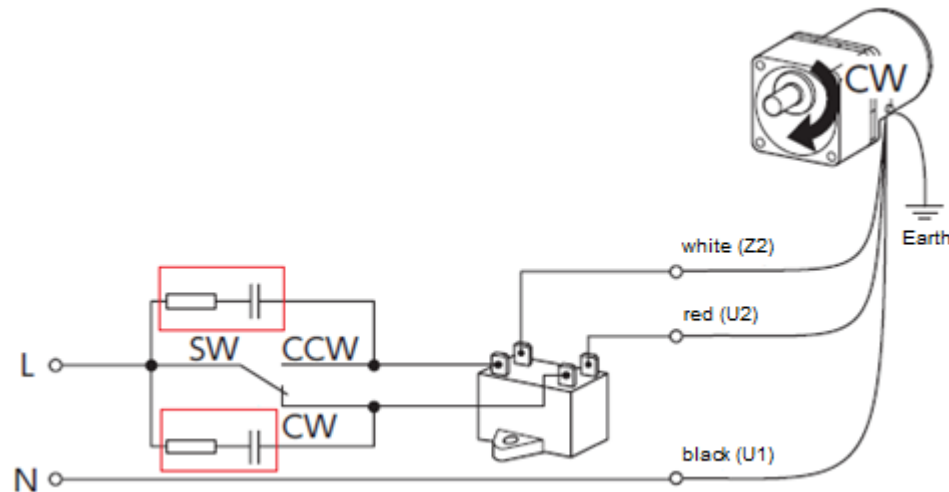 CW
Earth
white (Z2)
red (U2)
SW
CCW
L
CW
black (U1)
N